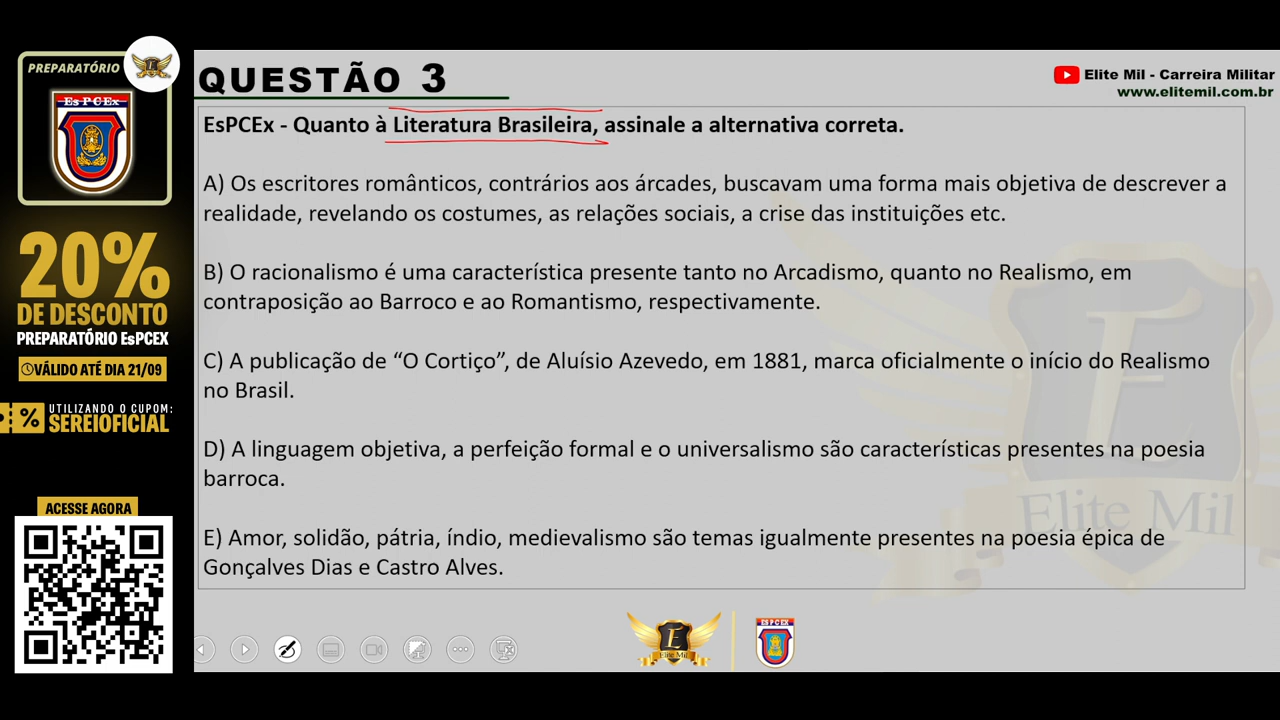 PREPARATÓRIO
Es PCEx
20%
DE DESCONTO
PREPARATÓRIO EsPCEX
VÁLIDO ATÉ DIA 21/09
%
UTILIZANDO O CUPOM:
SEREIOFICIAL
ACESSE AGORA
QUESTÃO 3
Elite Mil - Carreira Militar
www.elitemil.com.br
EsPCEx - Quanto à Literatura Brasileira, assinale a alternativa correta.
A) Os escritores românticos, contrários aos árcades, buscavam uma forma mais objetiva de descrever a
realidade, revelando os costumes, as relações sociais, a crise das instituições etc.
B) O racionalismo é uma característica presente tanto no Arcadismo, quanto no Realismo, em
contraposição ao Barroco e ao Romantismo, respectivamente.
C) A publicação de “O Cortiço”, de Aluísio Azevedo, em 1881, marca oficialmente o início do Realismo
no Brasil.
D) A linguagem objetiva, a perfeição formal e o universalismo são características presentes na poesia
barroca.
E) Amor, solidão, pátria, índio, medievalismo são temas igualmente presentes na poesia épica de
Gonçalves Dias e Castro Alves.
E
Elite Mil
E
Elite Mil
ESPCEX